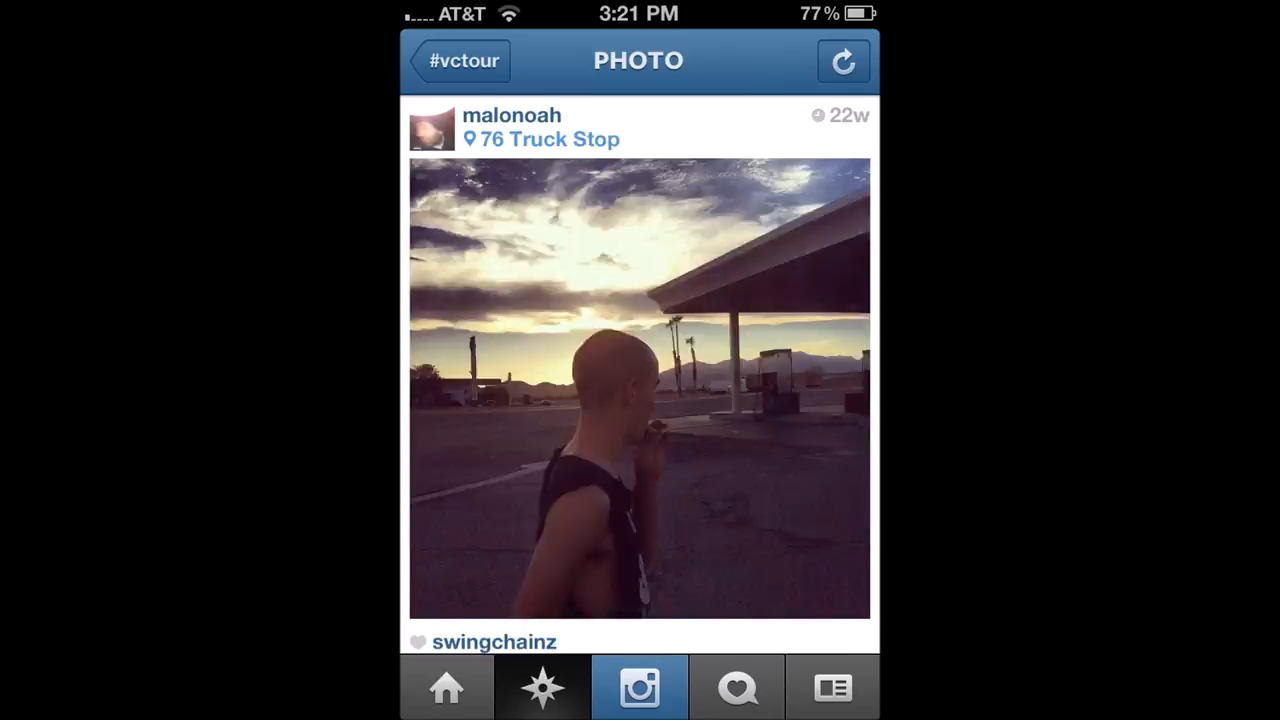 AT&T 3:21 PM 77%
#vctour PHOTO
malonoah 22w
76 Truck Stop
swingchainz